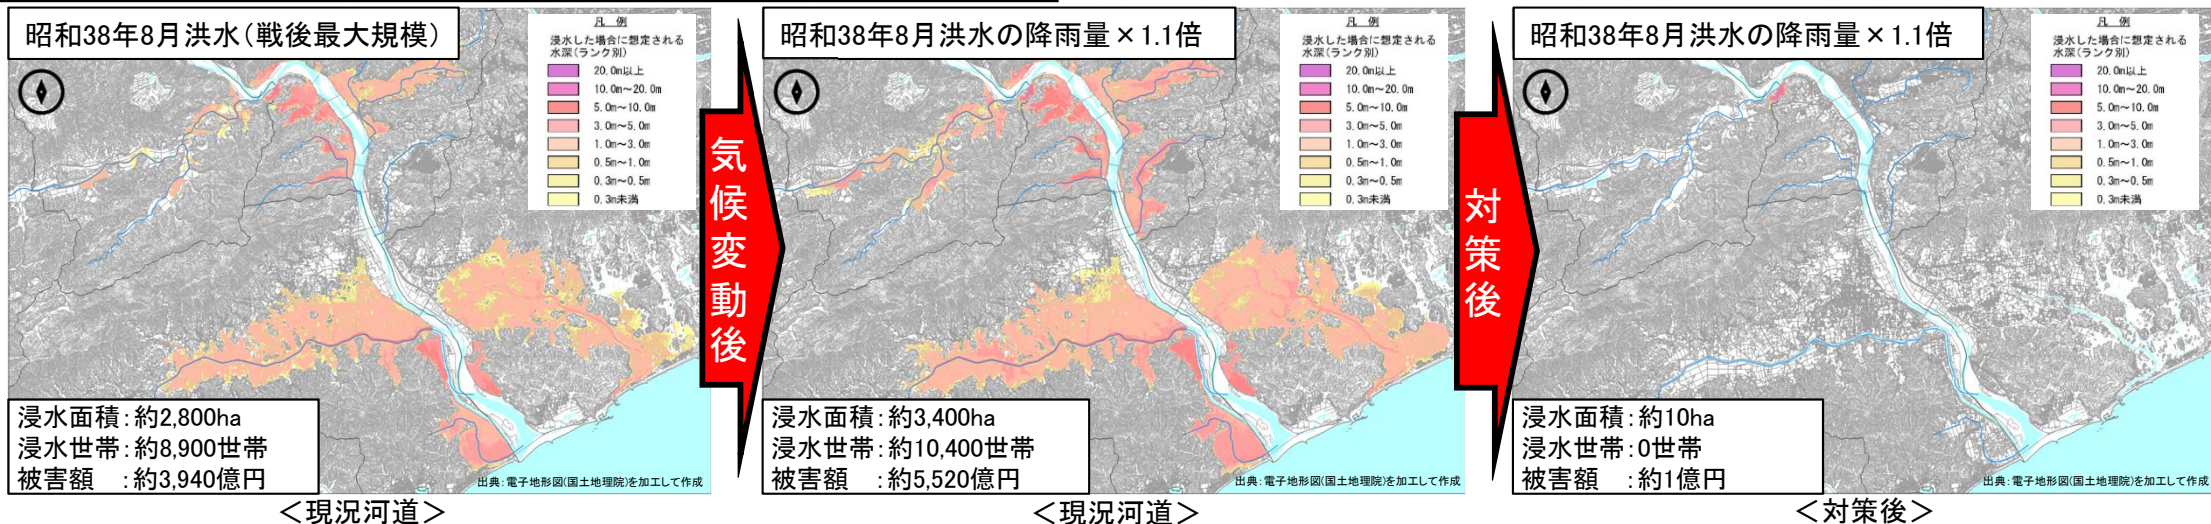 昭和38年8月洪水(戦後最大規模)
凡 例
浸水した場合に想定される
水深(ランク別)
20.0m以上
10.0m～20.0m
5.0m～10.0m
3.0m～5.0m
1.0m～3.0m
0.5m～1.0m
0.3m～0.5m
0.3m未満
浸水面積:約2,800ha
浸水世帯:約8,900世帯
被害額 :約3,940億円
出典:電子地形図(国土地理院)を加工して作成
<現況河道>
気候変動後
昭和38年8月洪水の降雨量×1.1倍
凡 例
浸水した場合に想定される
水深(ランク別)
20.0m以上
10.0m～20.0m
5.0m～10.0m
3.0m～5.0m
1.0m～3.0m
0.5m～1.0m
0.3m～0.5m
0.3m未満
浸水面積:約3,400ha
浸水世帯:約10,400世帯
被害額 :約5,520億円
出典:電子地形図(国土地理院)を加工して作成
<現況河道>
対策後
昭和38年8月洪水の降雨量×1.1倍
凡 例
浸水した場合に想定される
水深(ランク別)
20.0m以上
10.0m～20.0m
5.0m～10.0m
3.0m～5.0m
1.0m～3.0m
0.5m～1.0m
0.3m～0.5m
0.3m未満
浸水面積:約10ha
浸水世帯:0世帯
被害額 :約1億円
出典:電子地形図(国土地理院)を加工して作成
<対策後>